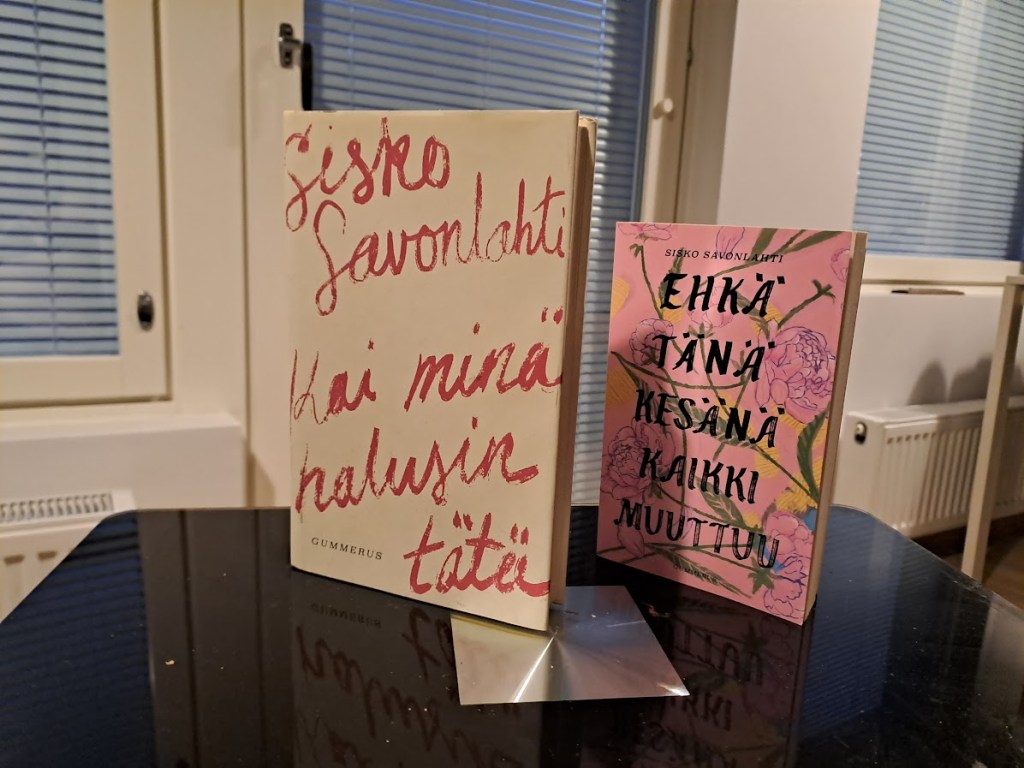 Sisko
Savonlahti
Kai minä
halusin
tätä
GUMMERUS
SISKO SAVONLAHTI
EHKÄ
TÄNÄ
KESÄNÄ
KAIKKI
MUUTTUU